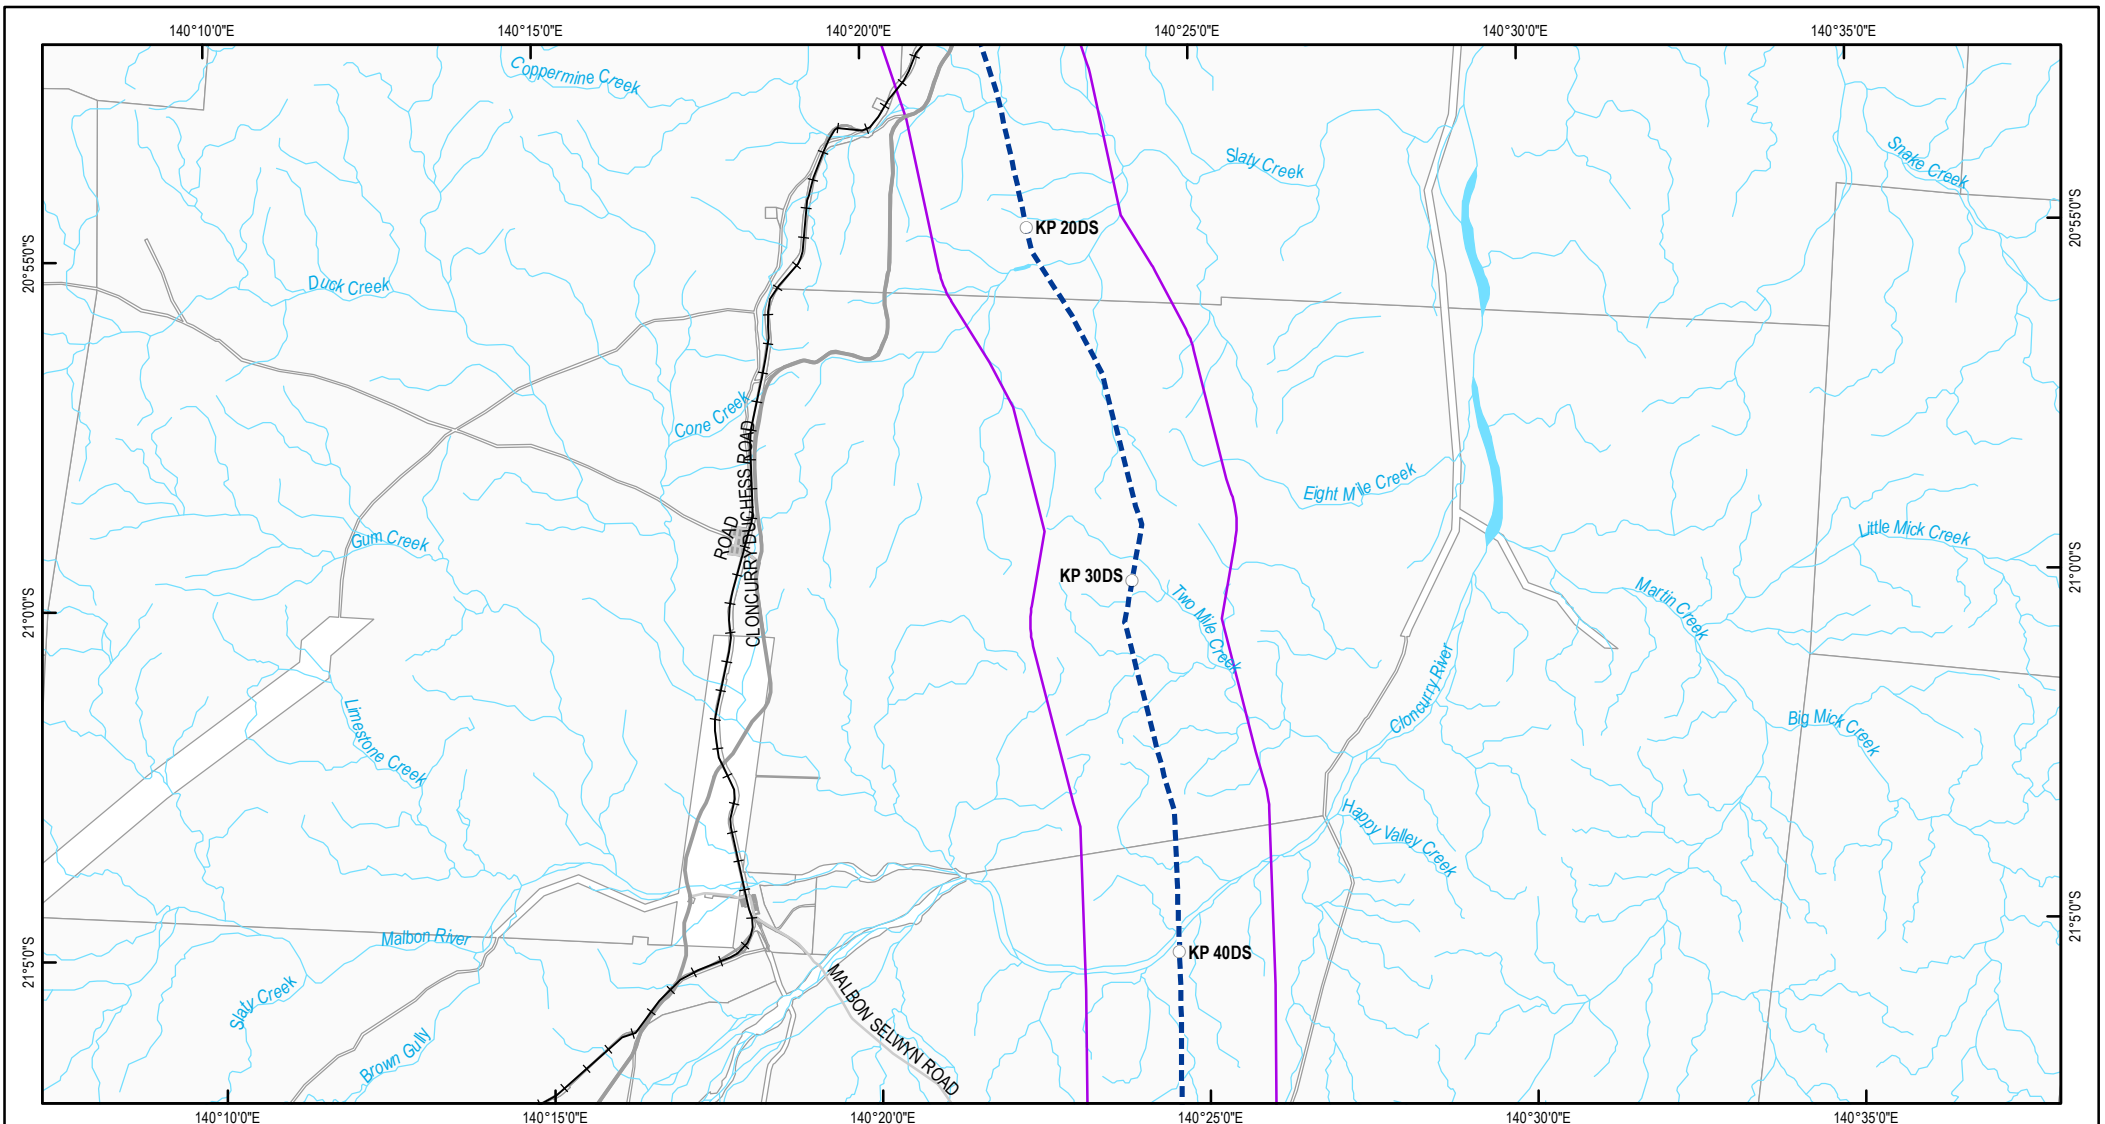 140°10'0"E
140°15'0"E
140°20'0"E
140°25'0"E
140°30'0"E
140°35'0"E
Coppermine Creek
Slaty Creek
Snake Creek
20°55'0"S
20°55'0"S
KP 20DS
Duck Creek
Cone Creek
Eight Mile Creek
CLONCURRY DUCHESS ROAD
ROAD
Gum Creek
Little Mick Creek
KP 30DS
21°0'0"S
21°0'0"S
Two Mile Creek
Martin Creek
Cloncurry River
Limestone Creek
Big Mick Creek
Happy Valley Creek
Malbon River
21°5'0"S
21°5'0"S
KP 40DS
Slaty Creek
MALBON SELWYN ROAD
Brown Gully
140°10'0"E
140°15'0"E
140°20'0"E
140°25'0"E
140°30'0"E
140°35'0"E